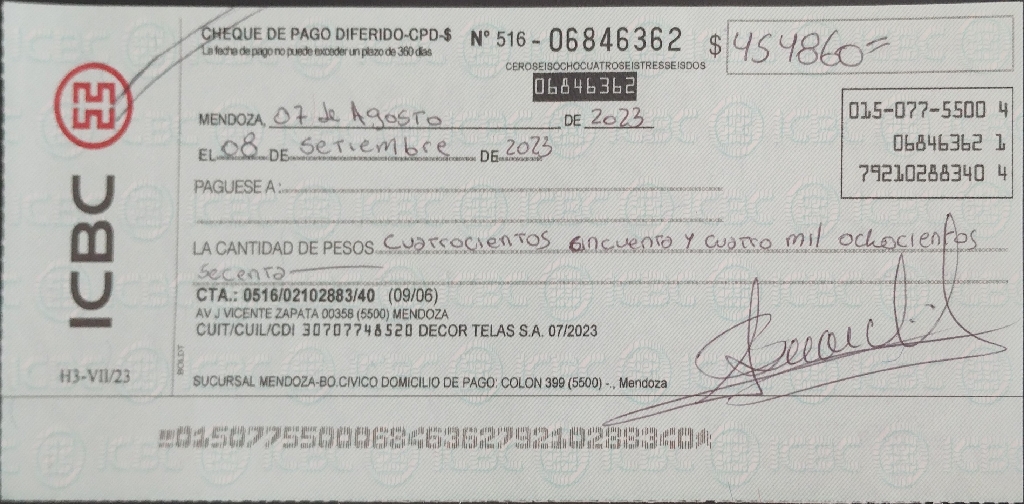 CHEQUE DE PAGO DIFERIDO-CPD-$ N° 516 - 06846362 $ 454860=
La fecha de pago no puede exceder un plazo de 360 días
CEROSEISOCHOCUATROSEISTRESSEISDOS
06846362
015-077-5500 4
06846362 1
79210288340 4
MENDOZA, 07 de Agosto DE 2023
EL 08 DE Setiembre DE 2023
PAGUESE A:
LA CANTIDAD DE PESOS Cuatrocientos cincuenta y cuatro mil ochocientos
Secenta
CTA.: 0516/02102883/40 (09/06)
AV J VICENTE ZAPATA 00358 (5500) MENDOZA
CUIT/CUIL/CDI 30707748520 DECOR TELAS S.A. 07/2023
SUCURSAL MENDOZA-BO.CIVICO DOMICILIO DE PAGO: COLON 399 (5500) -., Mendoza
ICBC
H3-VII/23
BOLDT
01507755000684636279210288340